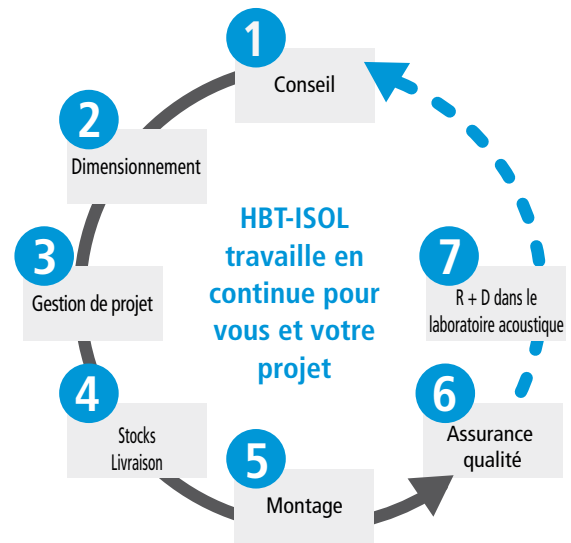 1
Conseil
2
Dimensionnement
3
Gestion de projet
4
Stocks
Livraison
5
Montage
6
Assurance
qualité
7
R + D dans le
laboratoire acoustique
HBT-ISOL
travaille en
continue pour
vous et votre
projet